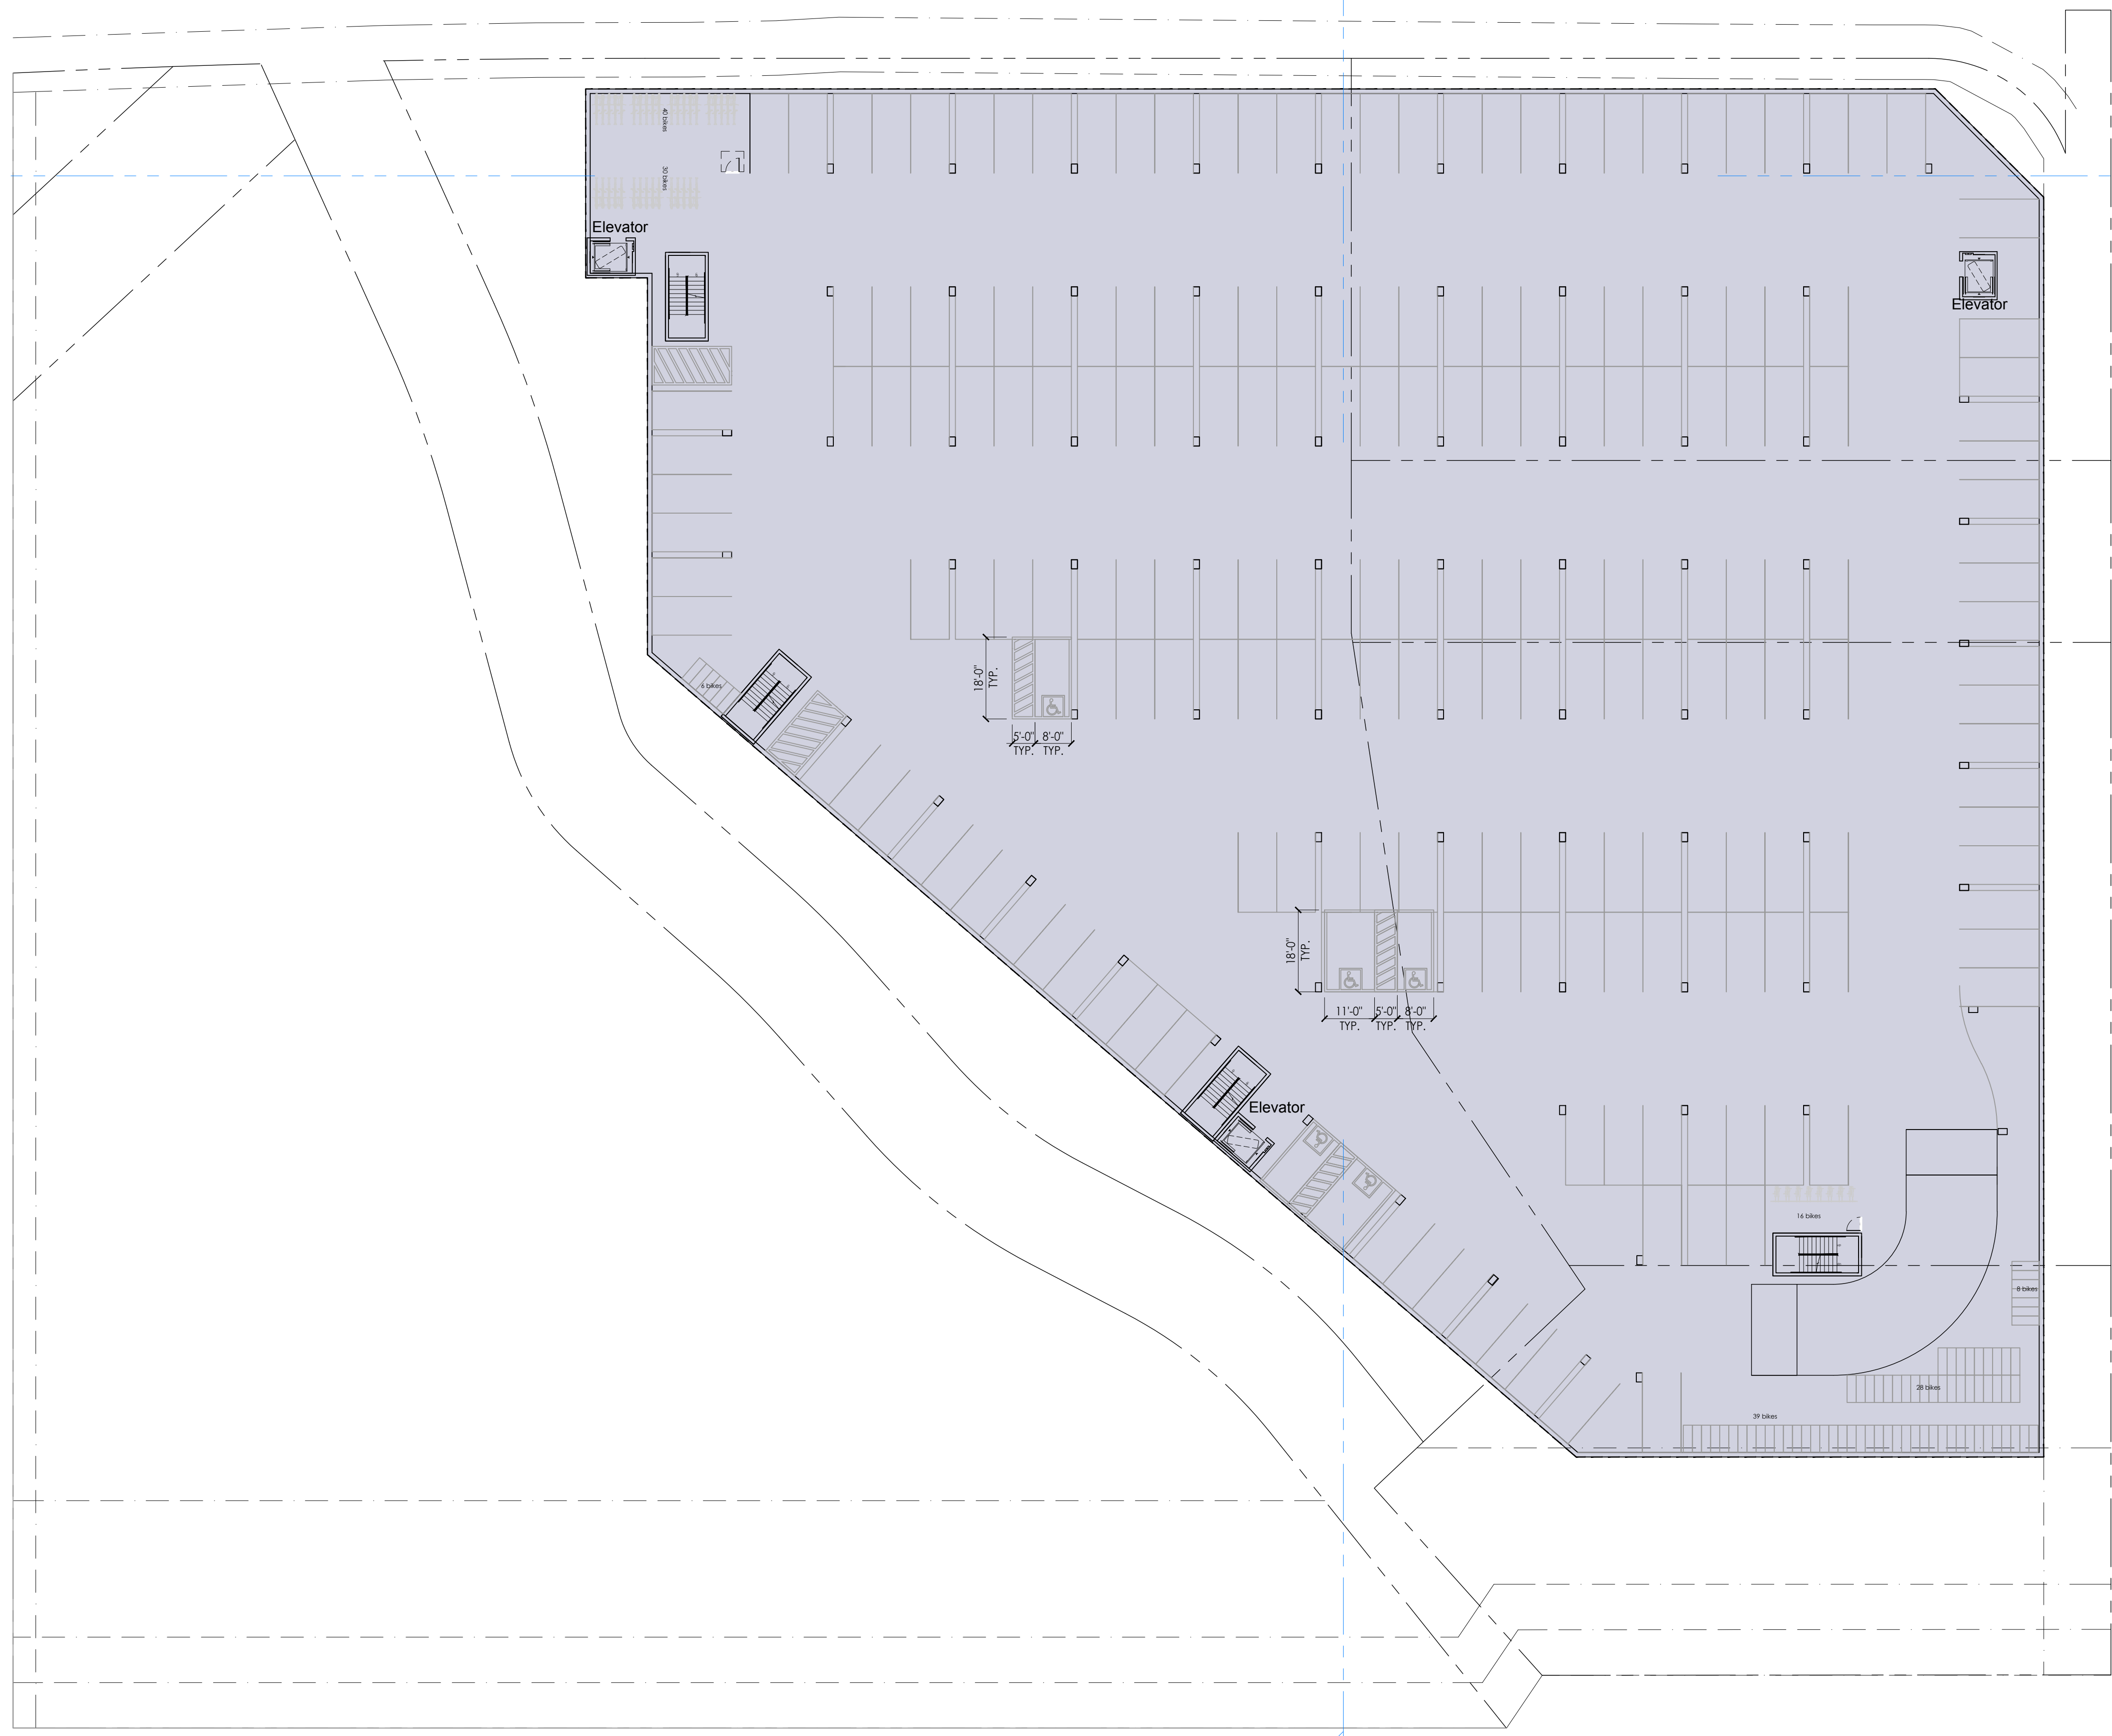 40 bikes
30 bikes
Elevator
Elevator
6 bikes
18'-0"
TYP.
5'-0"
TYP.
8'-0"
TYP.
18'-0"
TYP.
11'-0"
TYP.
5'-0"
TYP.
8'-0"
TYP.
Elevator
16 bikes
8 bikes
28 bikes
39 bikes